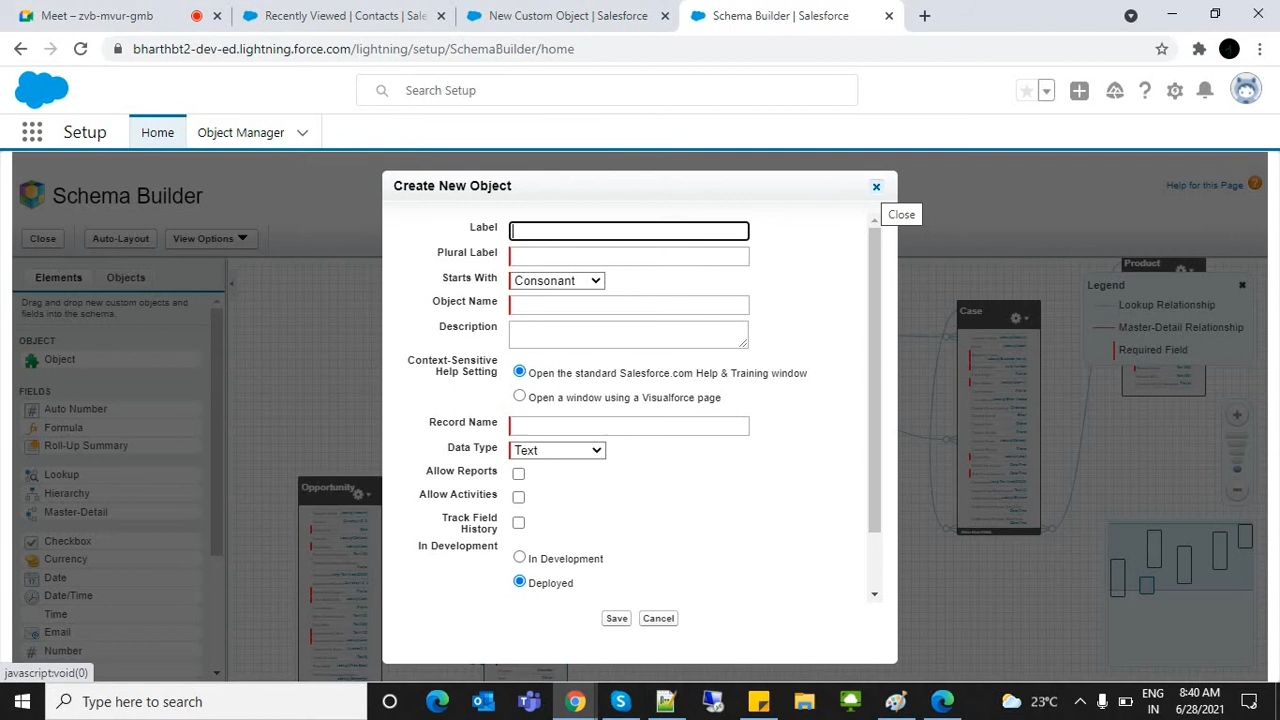 Meet – zvb-mvur-gmb
Recently Viewed | Contacts | Sale
New Custom Object | Salesforce
Schema Builder | Salesforce
bharthbt2-dev-ed.lightning.force.com/lightning/setup/SchemaBuilder/home
Search Setup
Setup
Home
Object Manager
Schema Builder
Help for this Page
Close
Auto-Layout
View Options
Elements
Objects
Drag and drop new custom objects and
fields into the schema.
OBJECT
Object
FIELDS
Auto Number
Formula
Roll-Up Summary
Lookup
Hierarchy
Master-Detail
Checkbox
Currency
Date
Date/Time
Time
Email
Number
javascript:void(0)
Opportunity
Create New Object
Close
Label
Plural Label
Starts With
Consonant
Object Name
Description
Context-Sensitive
Help Setting
Open the standard Salesforce.com Help & Training window
Open a window using a Visualforce page
Record Name
Data Type
Text
Allow Reports
Allow Activities
Track Field
History
In Development
In Development
Deployed
Save
Cancel
Case
Product
Legend
Lookup Relationship
Master-Detail Relationship
Required Field
Type here to search
23°C
ENG
IN
8:40 AM
6/28/2021